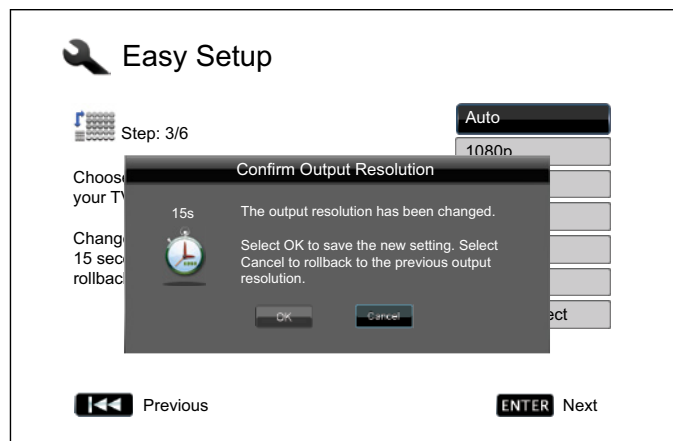 Easy Setup
Step: 3/6
Auto
1080p
Choos
your T
Confirm Output Resolution
15s
The output resolution has been changed.
Chang
15 sec
rollbac
Select OK to save the new setting. Select
Cancel to rollback to the previous output
resolution.
OK
Cancel
ect
Previous
ENTER Next